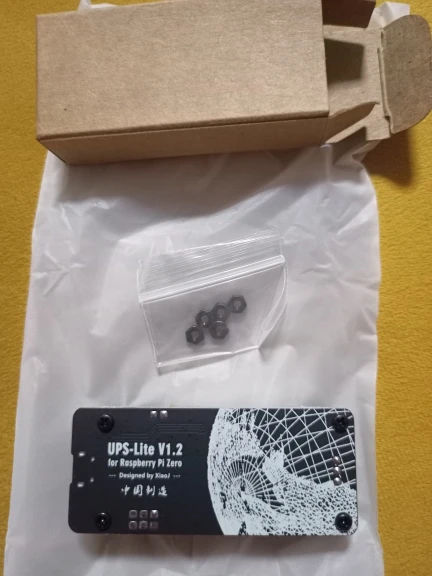 UPS-Lite V1.2
for Raspberry Pi Zero
--- Designed by XiaoJ ---
中国制造